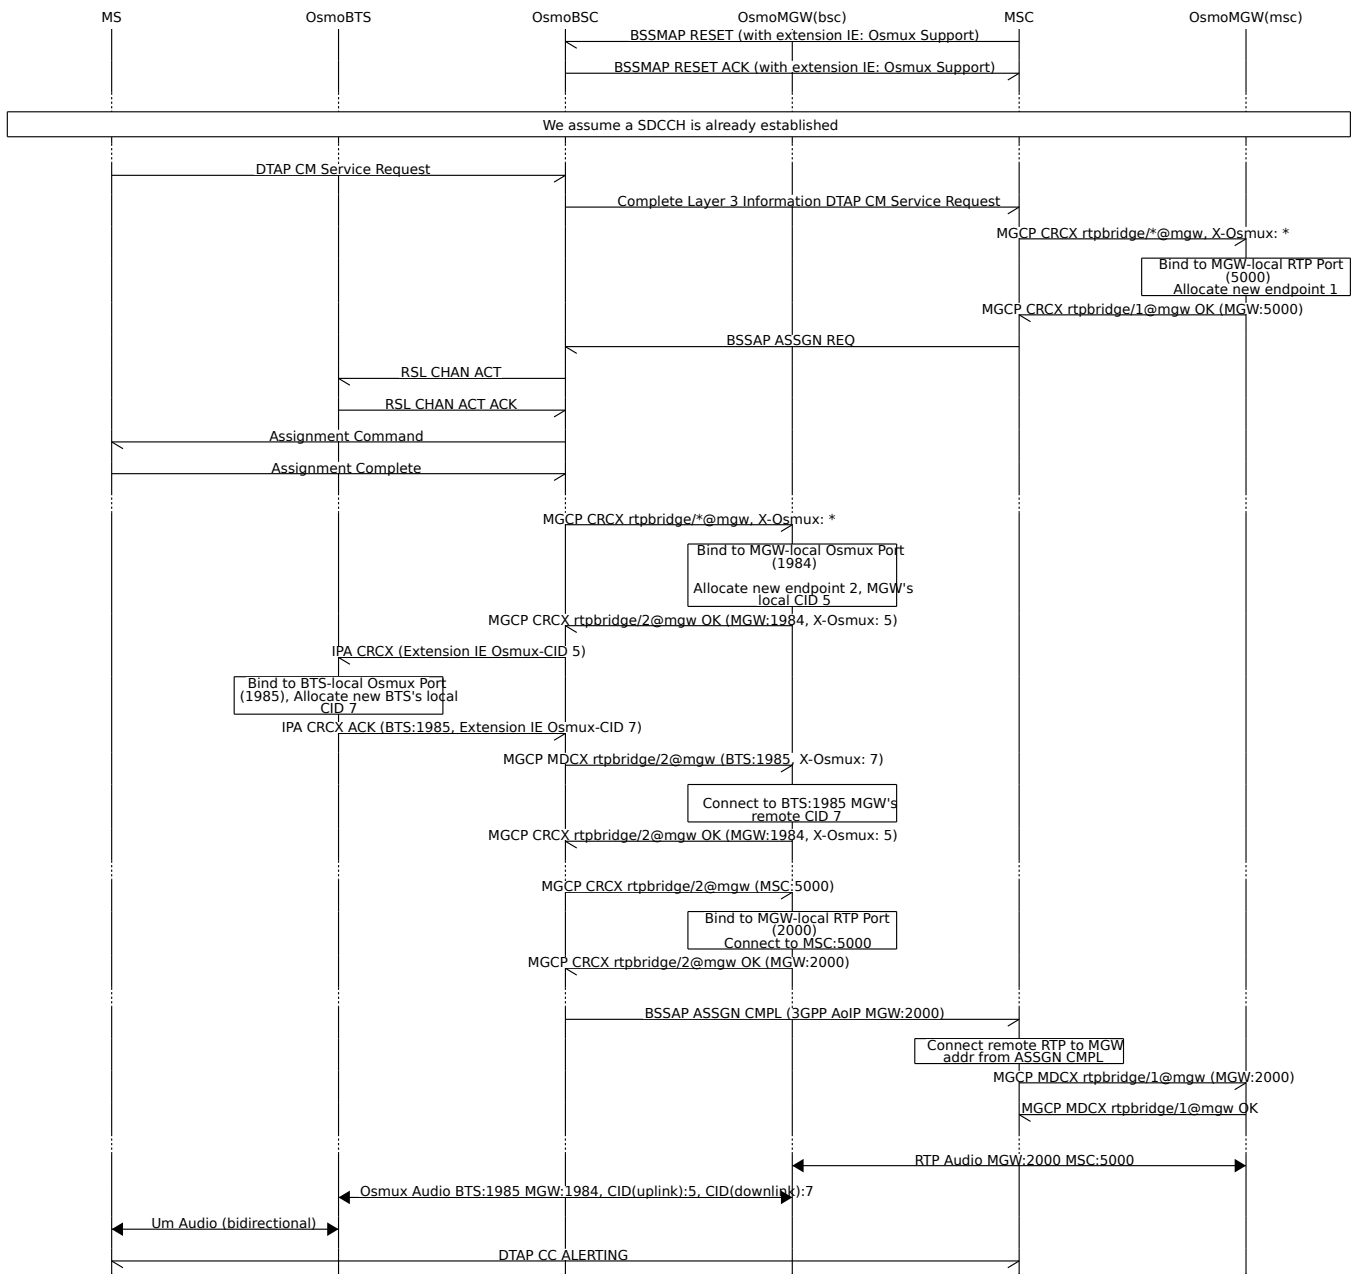 MS OsmoBTS OsmoBSC OsmoMGW(bsc) MSC OsmoMGW(msc)
BSSMAP RESET (with extension IE: Osmux Support)
BSSMAP RESET ACK (with extension IE: Osmux Support)
We assume a SDCCH is already established
DTAP CM Service Request
Complete Layer 3 Information DTAP CM Service Request
MGCP CRCX rtpbridge/*@mgw, X-Osmux: *
Bind to MGW-local RTP Port
(5000)
Allocate new endpoint 1
MGCP CRCX rtpbridge/1@mgw OK (MGW:5000)
BSSAP ASSGN REQ
RSL CHAN ACT
RSL CHAN ACT ACK
Assignment Command
Assignment Complete
MGCP CRCX rtpbridge/*@mgw, X-Osmux: *
Bind to MGW-local Osmux Port
(1984)
Allocate new endpoint 2, MGW's
local CID 5
MGCP CRCX rtpbridge/2@mgw OK (MGW:1984, X-Osmux: 5)
IPA CRCX (Extension IE Osmux-CID 5)
Bind to BTS-local Osmux Port
(1985), Allocate new BTS's local
CID 7
IPA CRCX ACK (BTS:1985, Extension IE Osmux-CID 7)
MGCP MDCX rtpbridge/2@mgw (BTS:1985, X-Osmux: 7)
Connect to BTS:1985 MGW's
remote CID 7
MGCP CRCX rtpbridge/2@mgw OK (MGW:1984, X-Osmux: 5)
MGCP CRCX rtpbridge/2@mgw (MSC:5000)
Bind to MGW-local RTP Port
(2000)
Connect to MSC:5000
MGCP CRCX rtpbridge/2@mgw OK (MGW:2000)
BSSAP ASSGN CMPL (3GPP AoIP MGW:2000)
Connect remote RTP to MGW
addr from ASSGN CMPL
MGCP MDCX rtpbridge/1@mgw (MGW:2000)
MGCP MDCX rtpbridge/1@mgw OK
RTP Audio MGW:2000 MSC:5000
Osmux Audio BTS:1985 MGW:1984, CID(uplink):5, CID(downlink):7
Um Audio (bidirectional)
DTAP CC ALERTING